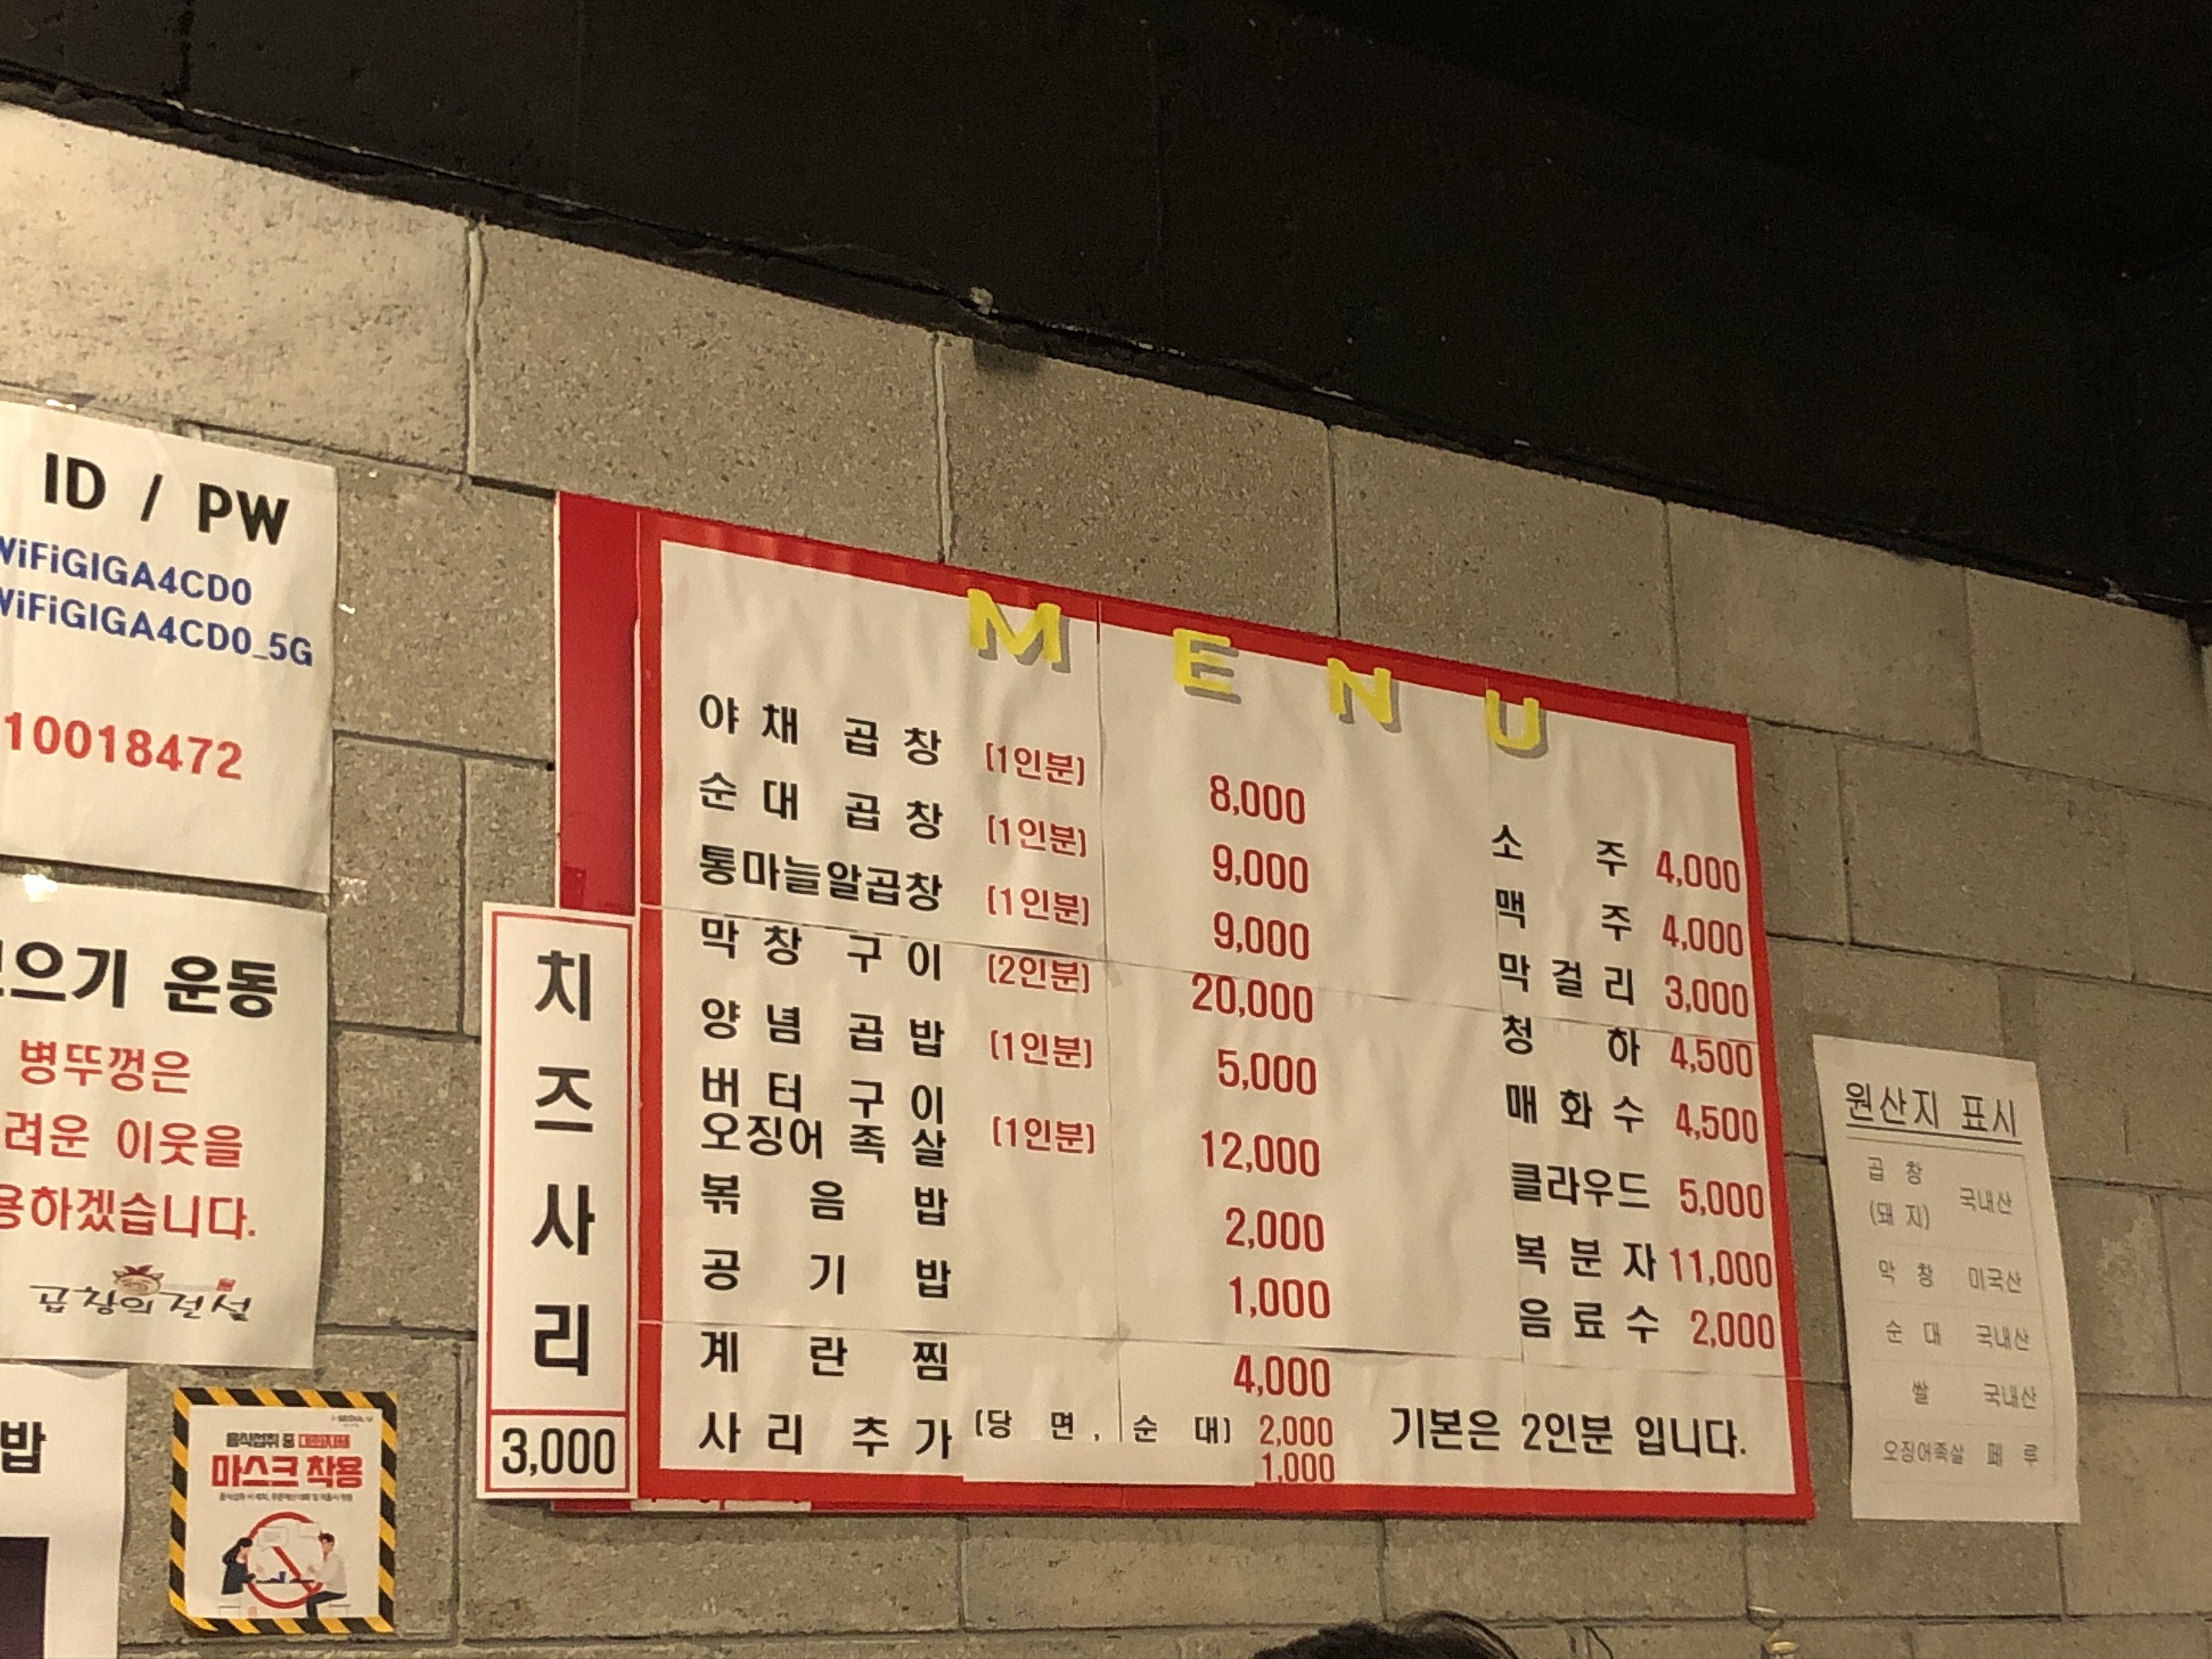 ID / PW
WiFiGIGA4CD0
WiFiGIGA4CD0_5G
10018472
으기 운동
병뚜껑은
려운 이웃을
용하겠습니다.
곱창의전설
밥
마스크 착용
치즈사리
3,000
MENU
야채 곱창 (1인분) 8,000
순대 곱창 (1인분) 9,000
통마늘알곱창 (1인분) 9,000
막창 구이 (2인분) 20,000
양념 곱밥 (1인분) 5,000
버터 구이
오징어 족살 (1인분) 12,000
볶음밥 2,000
공기밥 1,000
계란찜 4,000
사리 추가 (당면, 순대) 2,000
1,000
소주 4,000
맥주 4,000
막걸리 3,000
청하 4,500
매화수 4,500
클라우드 5,000
복분자 11,000
음료수 2,000
기본은 2인분 입니다.
원산지 표시
곱창
(돼지) 국내산
막창 미국산
순대 국내산
쌀 국내산
오징어족살 페루